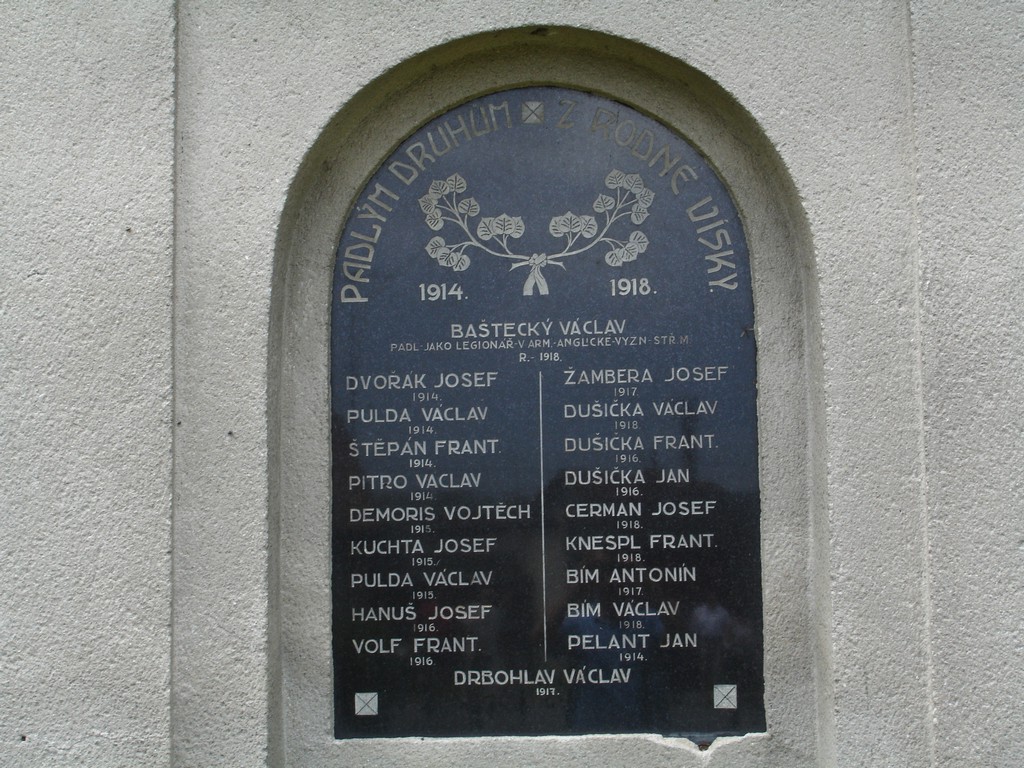 PADLÝM DRUHŮM Z RODNÉ VÍSKY
1914. 1918.
BAŠTECKÝ VÁCLAV
PADL-JAKO LEGIONÁŘ-V ARM.-ANGLICKÉ-VYZN-STŘ.M
R.- 1918.
DVOŘÁK JOSEF
1914.
PULDA VÁCLAV
1914.
ŠTĚPÁN FRANT.
1914.
PITRO VÁCLAV
1914.
DEMORIS VOJTĚCH
1915.
KUCHTA JOSEF
1915.
PULDA VÁCLAV
1915.
HANUŠ JOSEF
1916.
VOLF FRANT.
1916.
ŽAMBERA JOSEF
1917.
DUŠIČKA VÁCLAV
1918.
DUŠIČKA FRANT.
1916.
DUŠIČKA JAN
1916.
CERMAN JOSEF
1918.
KNESPL FRANT.
1918.
BÍM ANTONÍN
1917.
BÍM VÁCLAV
1918.
PELANT JAN
1914.
DRBOHLAV VÁCLAV
1917.